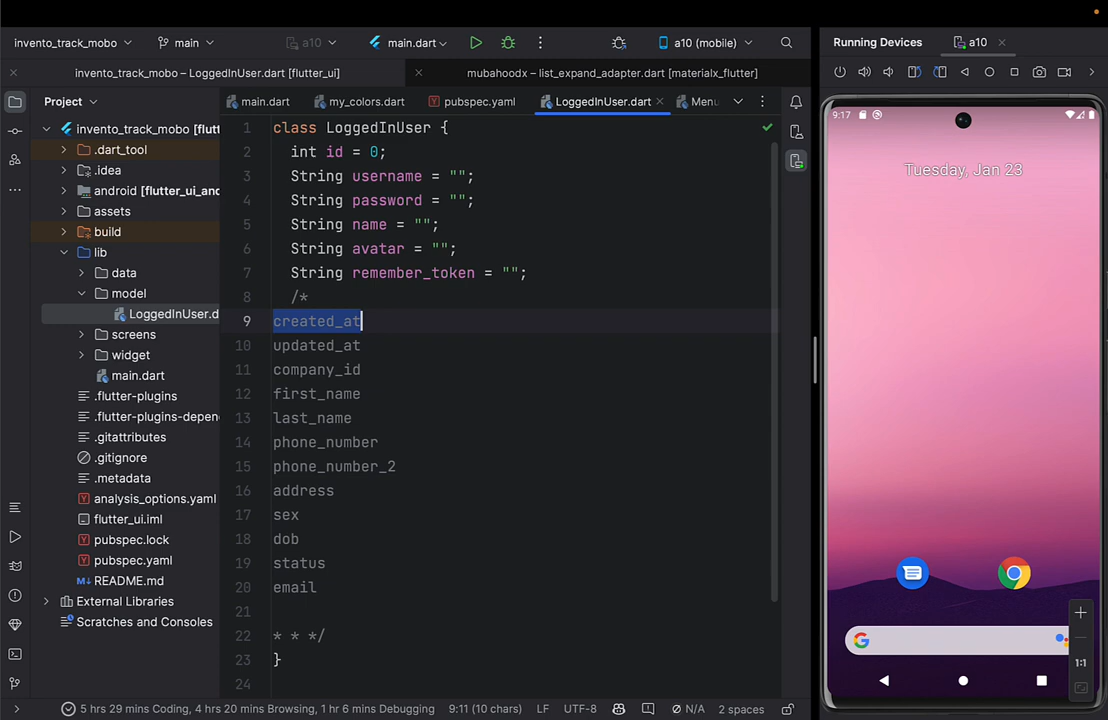 invento_track_mobo
main
a10
main.dart
a10 (mobile)
Running Devices
a10
invento_track_mobo – LoggedInUser.dart [flutter_ui]
mubahoodx – list_expand_adapter.dart [materialx_flutter]
Project
main.dart
my_colors.dart
pubspec.yaml
LoggedInUser.dart
Menu
invento_track_mobo [flutt
.dart_tool
.idea
android [flutter_ui_and
assets
build
lib
data
model
LoggedInUser.d
screens
widget
main.dart
.flutter-plugins
.flutter-plugins-depen
.gitattributes
.gitignore
.metadata
analysis_options.yaml
flutter_ui.iml
pubspec.lock
pubspec.yaml
README.md
External Libraries
Scratches and Consoles
1 class LoggedInUser {
2 int id = 0;
3 String username = "";
4 String password = "";
5 String name = "";
6 String avatar = "";
7 String remember_token = "";
8 /*
9 created_at
10 updated_at
11 company_id
12 first_name
13 last_name
14 phone_number
15 phone_number_2
16 address
17 sex
18 dob
19 status
20 email
21
22 * * */
23 }
24
9:17
Tuesday, Jan 23
1:1
5 hrs 29 mins Coding, 4 hrs 20 mins Browsing, 1 hr 6 mins Debugging
9:11 (10 chars)
LF
UTF-8
N/A
2 spaces